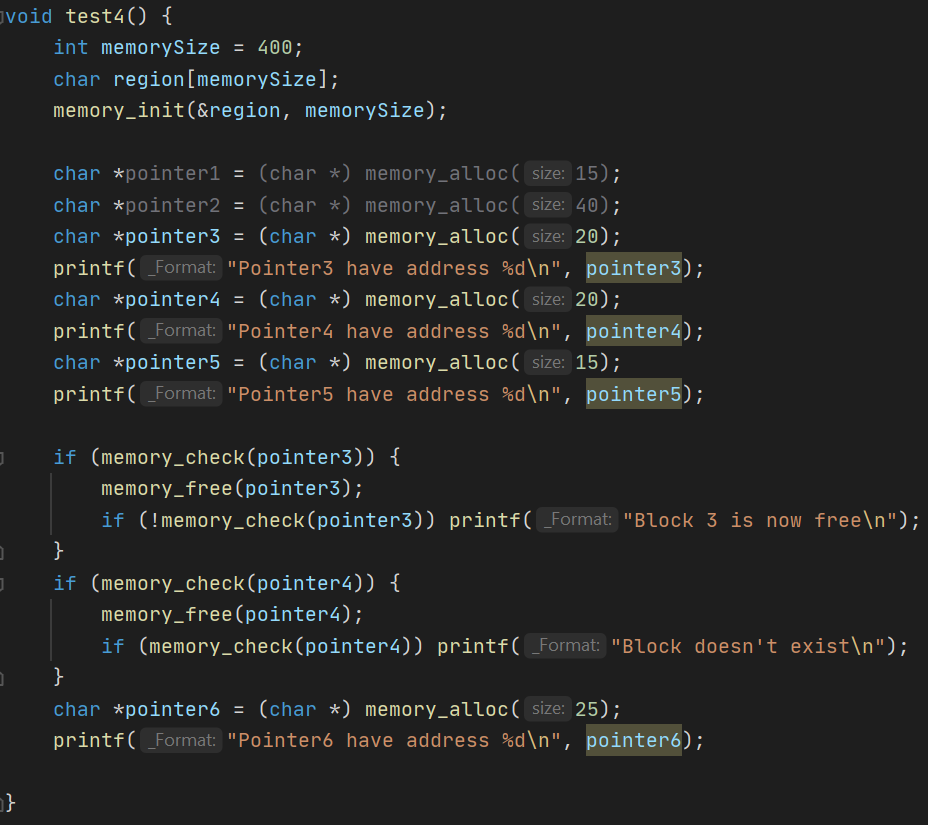 void test4() {
    int memorySize = 400;
    char region[memorySize];
    memory_init(&region, memorySize);

    char *pointer1 = (char *) memory_alloc( size: 15);
    char *pointer2 = (char *) memory_alloc( size: 40);
    char *pointer3 = (char *) memory_alloc( size: 20);
    printf( _Format: "Pointer3 have address %d\n", pointer3);
    char *pointer4 = (char *) memory_alloc( size: 20);
    printf( _Format: "Pointer4 have address %d\n", pointer4);
    char *pointer5 = (char *) memory_alloc( size: 15);
    printf( _Format: "Pointer5 have address %d\n", pointer5);

    if (memory_check(pointer3)) {
        memory_free(pointer3);
        if (!memory_check(pointer3)) printf( _Format: "Block 3 is now free\n");
    }
    if (memory_check(pointer4)) {
        memory_free(pointer4);
        if (memory_check(pointer4)) printf( _Format: "Block doesn't exist\n");
    }
    char *pointer6 = (char *) memory_alloc( size: 25);
    printf( _Format: "Pointer6 have address %d\n", pointer6);

}